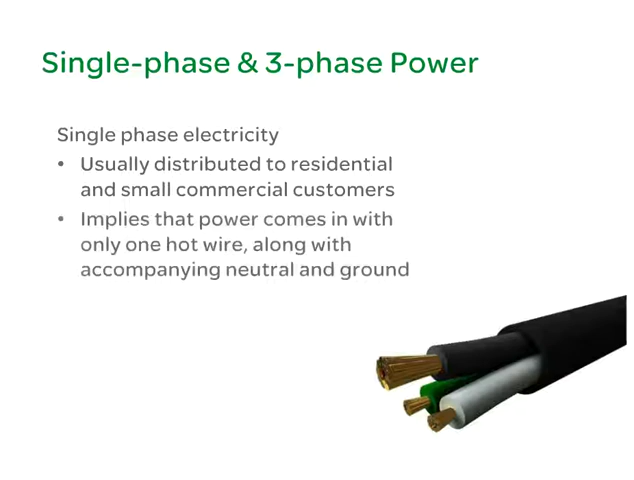 Single-phase & 3-phase Power
Single phase electricity
• Usually distributed to residential
and small commercial customers
• Implies that power comes in with
only one hot wire, along with
accompanying neutral and ground